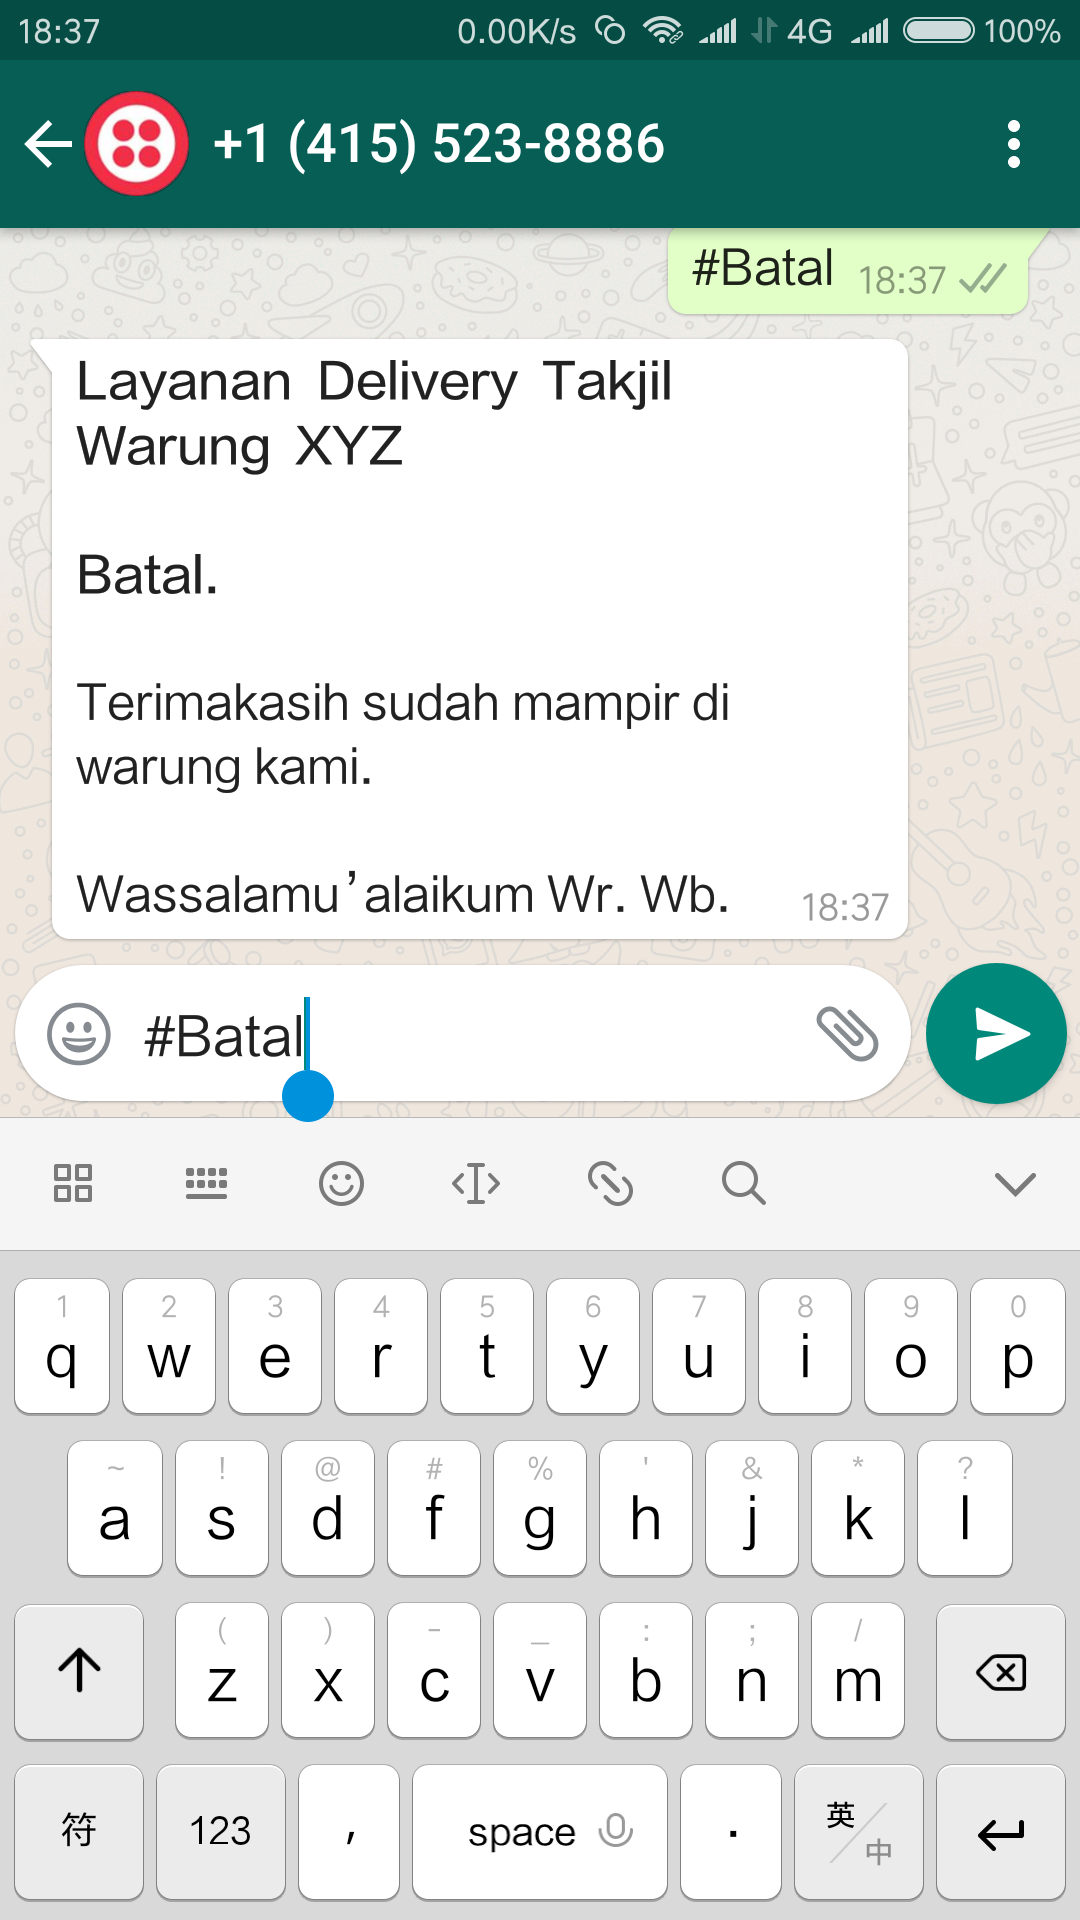 18:37 0.00K/s 4G 100%
+1 (415) 523-8886
#Batal 18:37
Layanan Delivery Takjil
Warung XYZ
Batal.
Terimakasih sudah mampir di
warung kami.
Wassalamu’alaikum Wr. Wb. 18:37
#Batal
1 2 3 4 5 6 7 8 9 0
q w e r t y u i o p
~ ! @ # % ' & * ?
a s d f g h j k l
( ) - _ : ; /
z x c v b n m
符 123 , space . 英/中